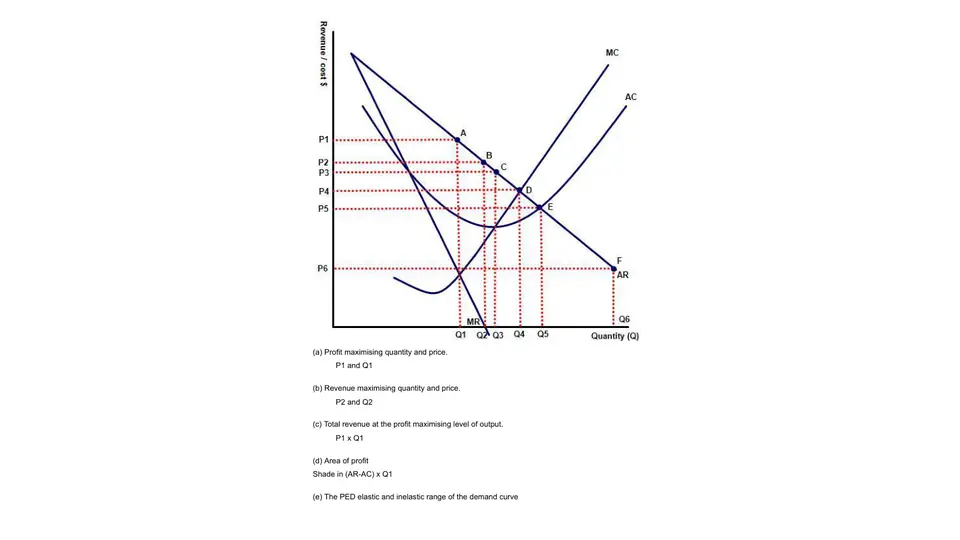 Revenue / cost $
MC
AC
P1
A
B
P2
C
P3
P4
D
P5
E
F
P6
AR
MR
Q6
Q1 Q2 Q3 Q4 Q5 Quantity (Q)
(a) Profit maximising quantity and price.
P1 and Q1
(b) Revenue maximising quantity and price.
P2 and Q2
(c) Total revenue at the profit maximising level of output.
P1 x Q1
(d) Area of profit
Shade in (AR-AC) x Q1
(e) The PED elastic and inelastic range of the demand curve